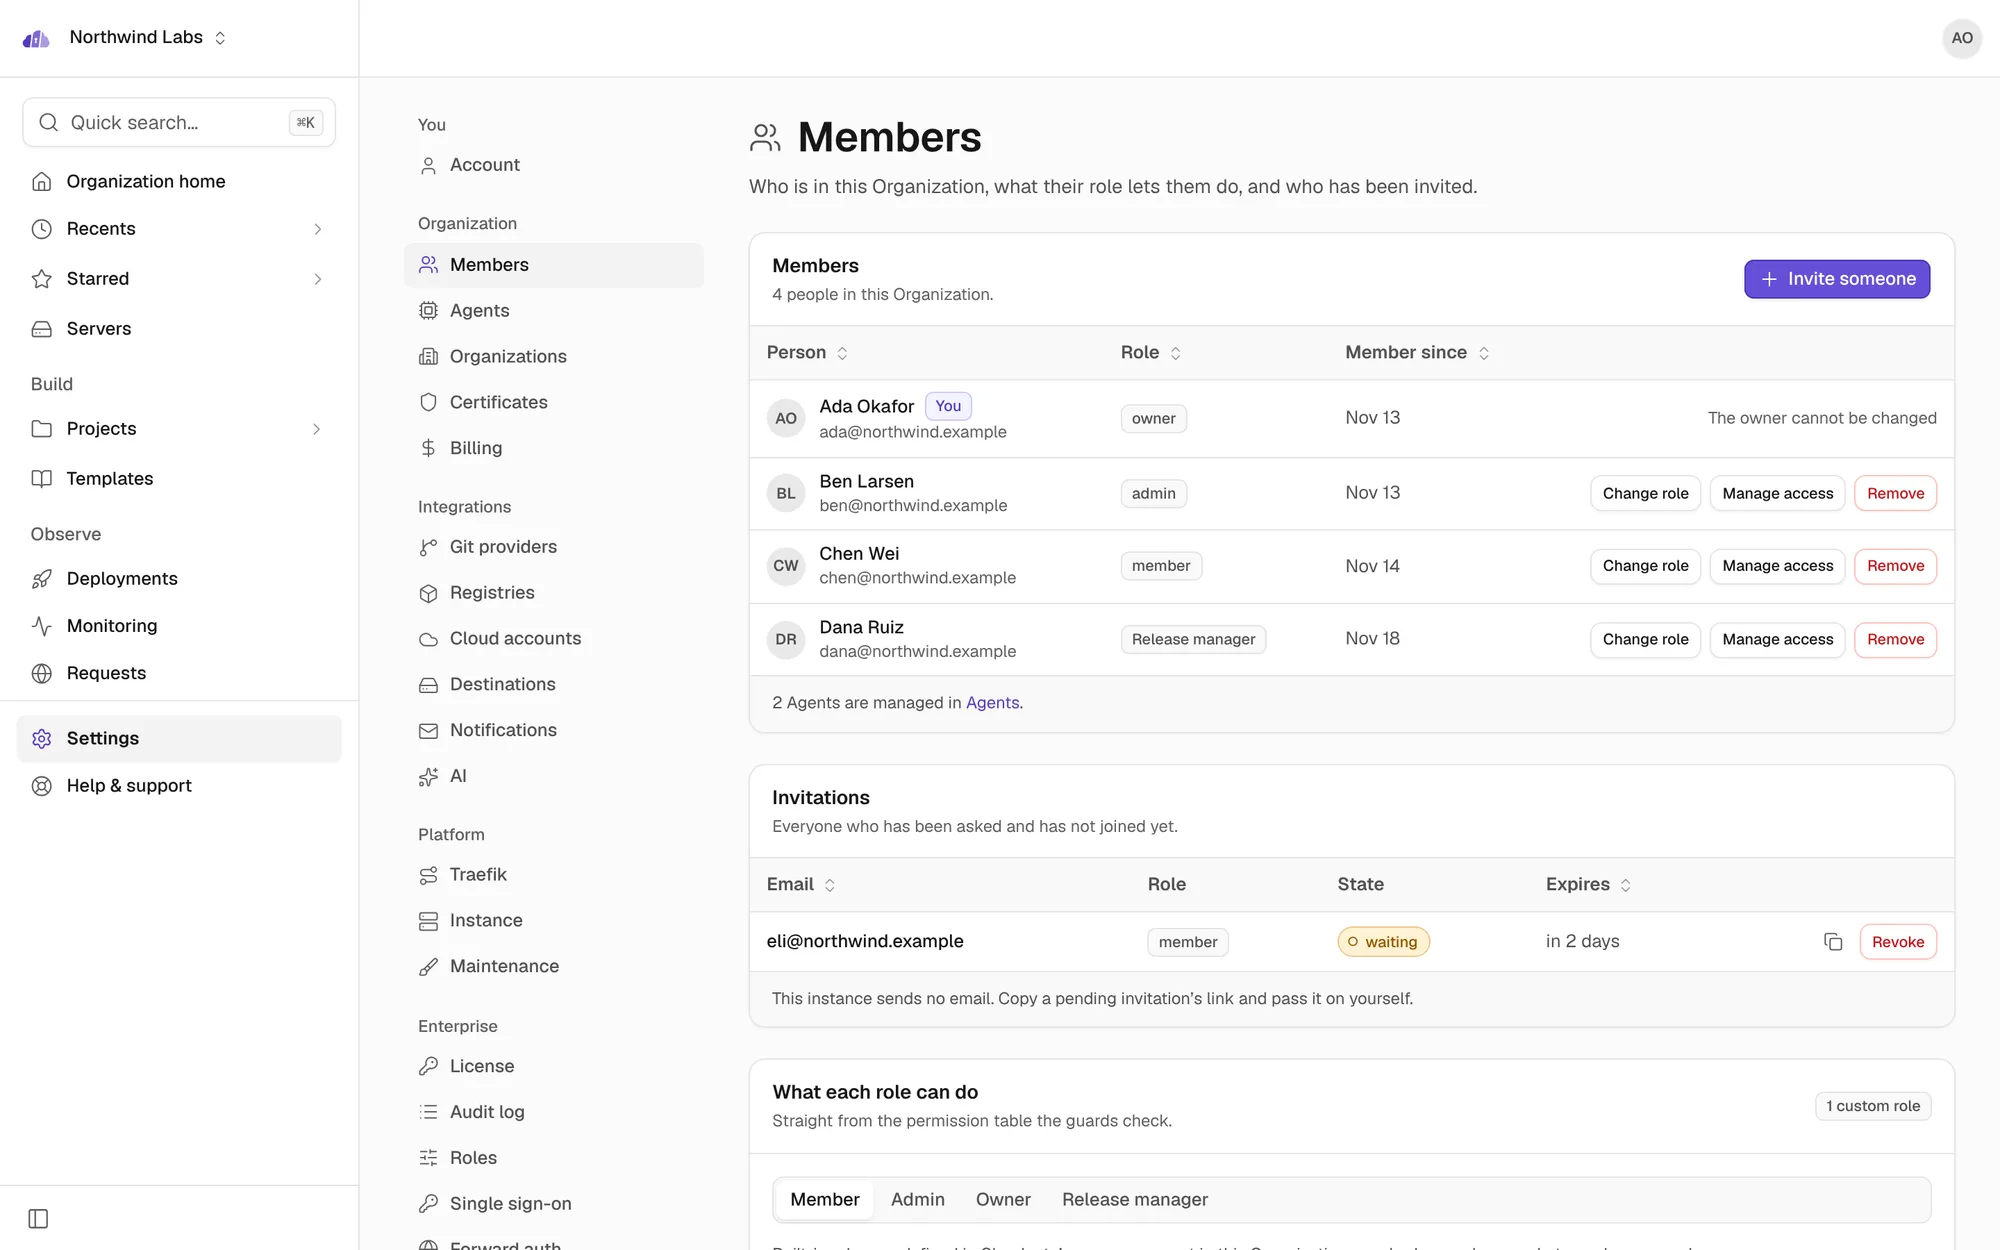 Northwind Labs
AO
Quick search...
⌘K
Organization home
Recents
Starred
Servers
Build
Projects
Templates
Observe
Deployments
Monitoring
Requests
Settings
Help & support
You
Account
Organization
Members
Agents
Organizations
Certificates
Billing
Integrations
Git providers
Registries
Cloud accounts
Destinations
Notifications
AI
Platform
Traefik
Instance
Maintenance
Enterprise
License
Audit log
Roles
Single sign-on
Forward auth
Members
Who is in this Organization, what their role lets them do, and who has been invited.
Members
4 people in this Organization.
Invite someone
Person Role Member since
AO Ada Okafor You owner Nov 13 The owner cannot be changed
ada@northwind.example
BL Ben Larsen admin Nov 13 Change role Manage access Remove
ben@northwind.example
CW Chen Wei member Nov 14 Change role Manage access Remove
chen@northwind.example
DR Dana Ruiz Release manager Nov 18 Change role Manage access Remove
dana@northwind.example
2 Agents are managed in Agents.
Invitations
Everyone who has been asked and has not joined yet.
Email Role State Expires
eli@northwind.example member waiting in 2 days Revoke
This instance sends no email. Copy a pending invitation’s link and pass it on yourself.
What each role can do
Straight from the permission table the guards check.
1 custom role
Member Admin Owner Release manager